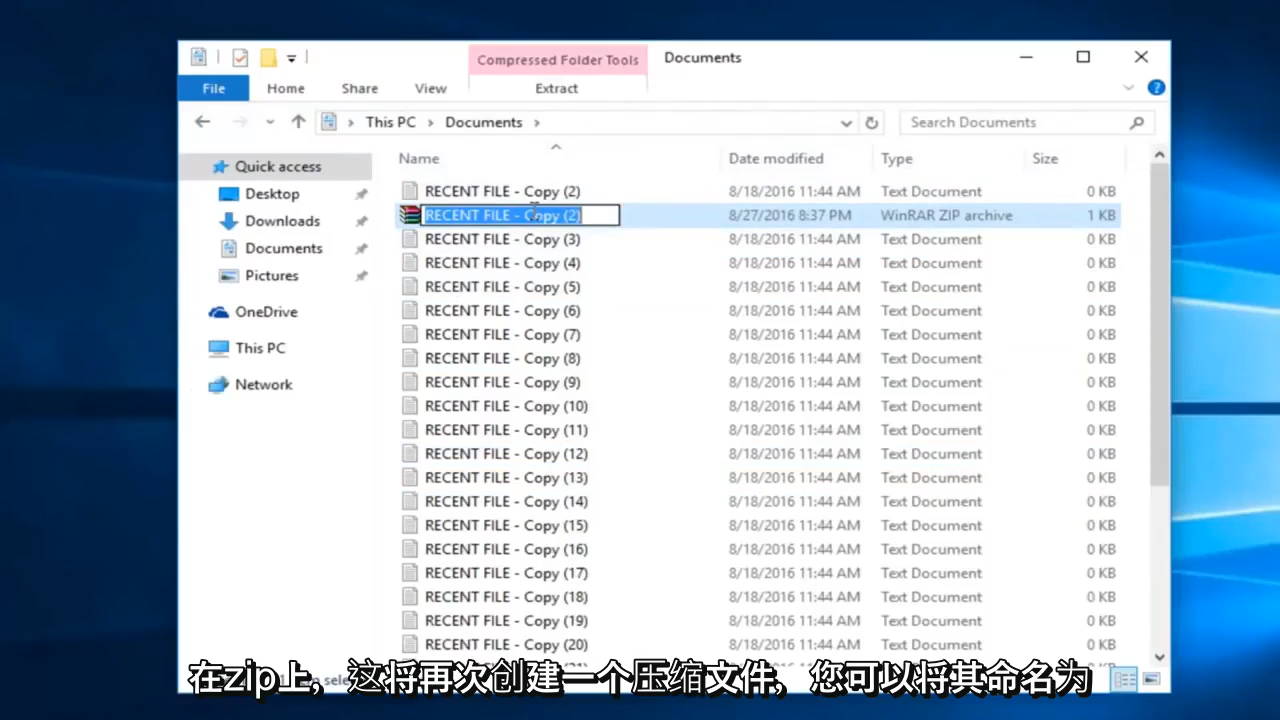 Compressed Folder Tools
Documents
File
Home
Share
View
Extract
This PC
Documents
Search Documents
Quick access
Desktop
Downloads
Documents
Pictures
OneDrive
This PC
Network
Name Date modified Type Size
RECENT FILE - Copy (2) 8/18/2016 11:44 AM Text Document 0 KB
RECENT FILE - Copy (2) 8/27/2016 8:37 PM WinRAR ZIP archive 1 KB
RECENT FILE - Copy (3) 8/18/2016 11:44 AM Text Document 0 KB
RECENT FILE - Copy (4) 8/18/2016 11:44 AM Text Document 0 KB
RECENT FILE - Copy (5) 8/18/2016 11:44 AM Text Document 0 KB
RECENT FILE - Copy (6) 8/18/2016 11:44 AM Text Document 0 KB
RECENT FILE - Copy (7) 8/18/2016 11:44 AM Text Document 0 KB
RECENT FILE - Copy (8) 8/18/2016 11:44 AM Text Document 0 KB
RECENT FILE - Copy (9) 8/18/2016 11:44 AM Text Document 0 KB
RECENT FILE - Copy (10) 8/18/2016 11:44 AM Text Document 0 KB
RECENT FILE - Copy (11) 8/18/2016 11:44 AM Text Document 0 KB
RECENT FILE - Copy (12) 8/18/2016 11:44 AM Text Document 0 KB
RECENT FILE - Copy (13) 8/18/2016 11:44 AM Text Document 0 KB
RECENT FILE - Copy (14) 8/18/2016 11:44 AM Text Document 0 KB
RECENT FILE - Copy (15) 8/18/2016 11:44 AM Text Document 0 KB
RECENT FILE - Copy (16) 8/18/2016 11:44 AM Text Document 0 KB
RECENT FILE - Copy (17) 8/18/2016 11:44 AM Text Document 0 KB
RECENT FILE - Copy (18) 8/18/2016 11:44 AM Text Document 0 KB
RECENT FILE - Copy (19) 8/18/2016 11:44 AM Text Document 0 KB
RECENT FILE - Copy (20) 8/18/2016 11:44 AM Text Document 0 KB
在zip上，这将再次创建一个压缩文件，您可以将其命名为